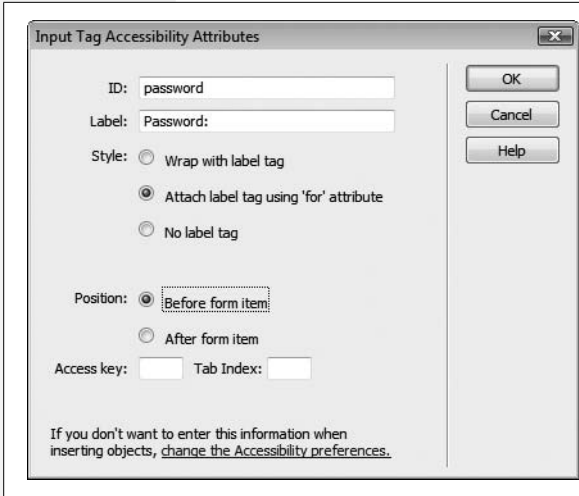 Input Tag Accessibility Attributes
ID: password
Label: Password:
Style: Wrap with label tag
Attach label tag using 'for' attribute
No label tag
Position: Before form item
After form item
Access key: Tab Index:
If you don't want to enter this information when
inserting objects, change the Accessibility preferences.
OK
Cancel
Help